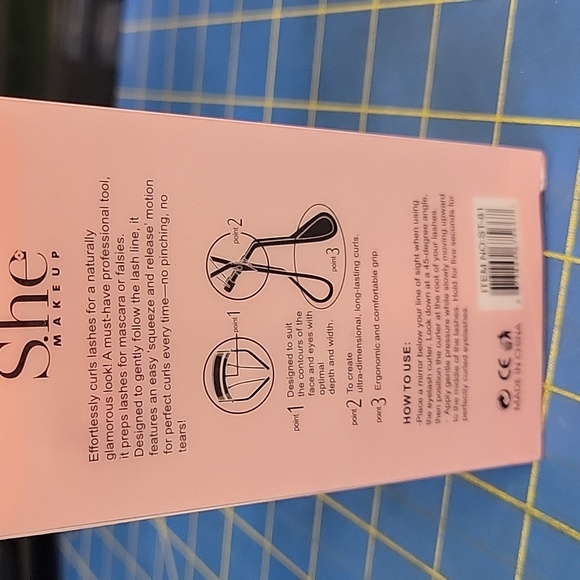 S.he
MAKEUP
Effortlessly curls lashes for a naturally
glamorous look! A must-have professional tool,
it preps lashes for mascara or falsies.
Designed to gently follow the lash line, it
features an easy 'squeeze and release' motion
for perfect curls every time—no pinching, no
tears!
point 1
point 2
point 3
point 1 Designed to suit
the contours of the
face and eyes with
optimal
depth and width.
point 2 To create
ultra-dimensional, long-lasting curls.
point 3 Ergonomic and comfortable grip
HOW TO USE:
-Place a mirror below your line of sight when using
the eyelash curler. Look down at a 45-degree angle,
then position the curler at the root of your lashes.
- Apply gentle pressure while slowly moving upward
to the middle of the lashes. Hold for five seconds for
perfectly curled eyelashes.
CE
MADE IN CHINA
ITEM NO:ST-81